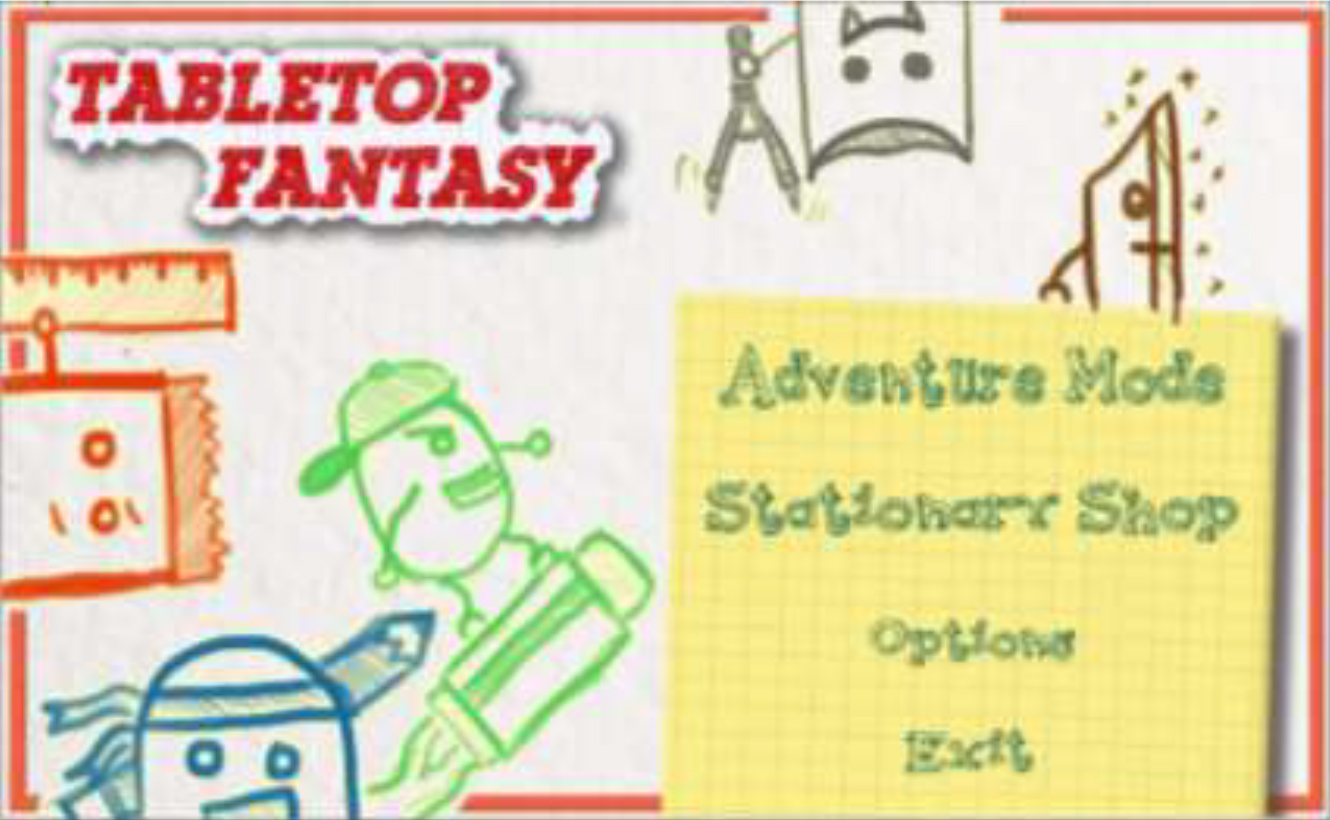 TABLETOP
FANTASY
Adventure Mode
Stationary Shop
Options
Exit